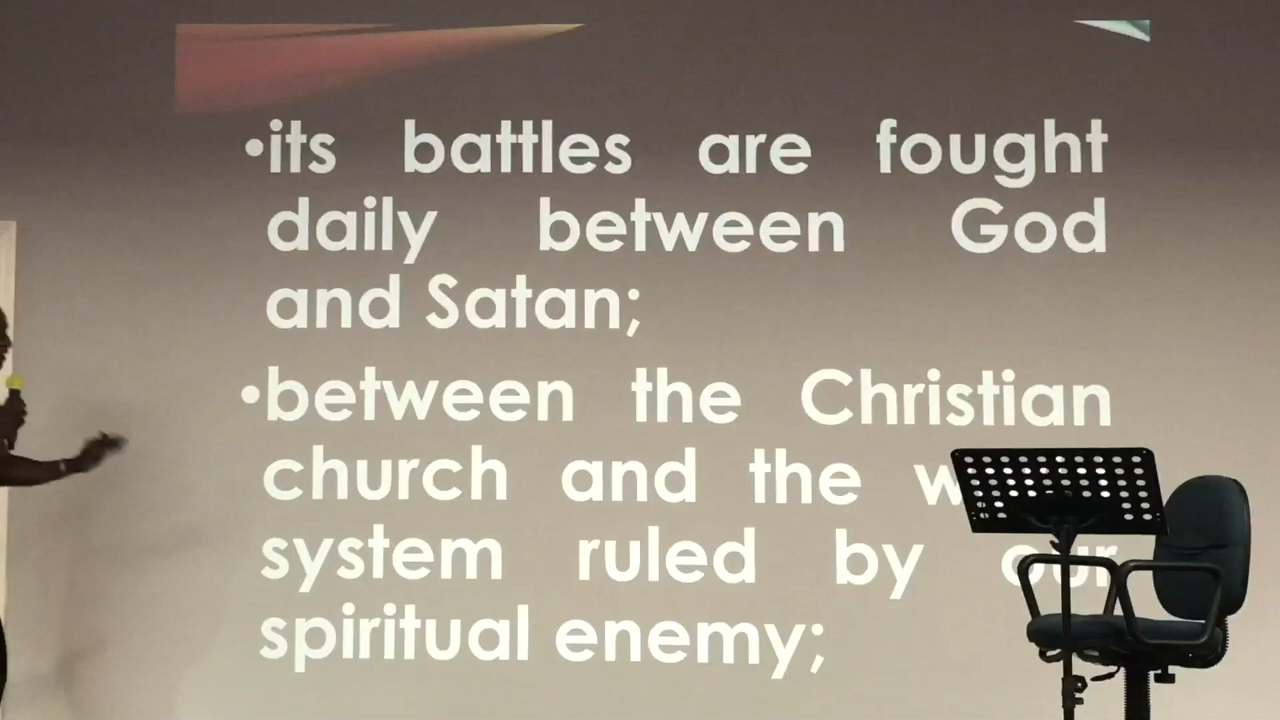 •its battles are fought
daily between God
and Satan;
•between the Christian
church and the
system ruled by our
spiritual enemy;